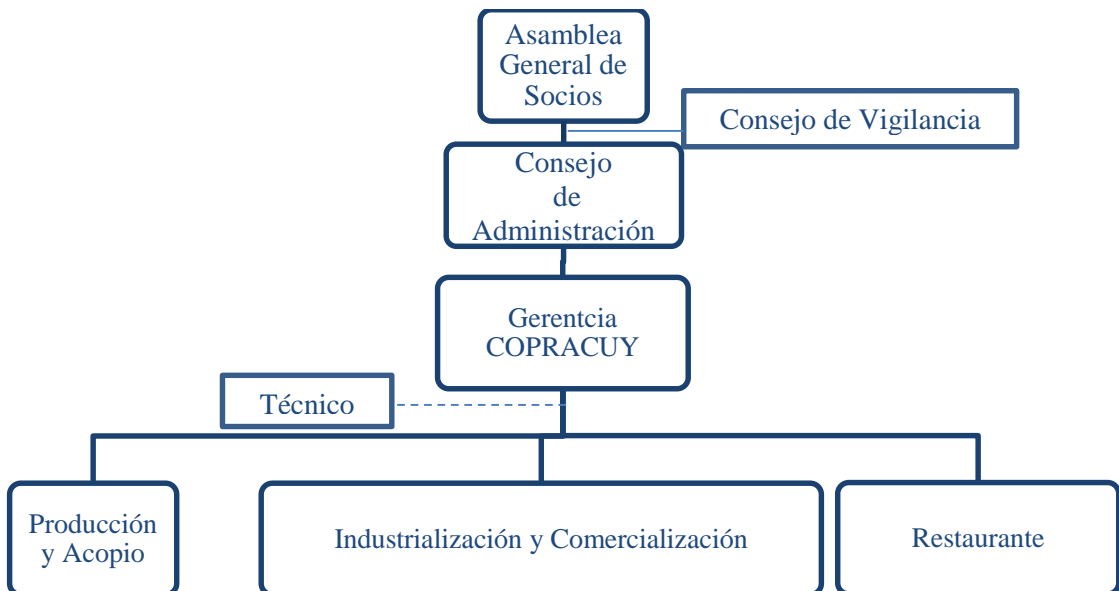 Asamblea
General de
Socios
Consejo de Vigilancia
Consejo
de
Administración
Gerentcia
COPRACUY
Técnico
Producción
y Acopio
Industrialización y Comercialización
Restaurante